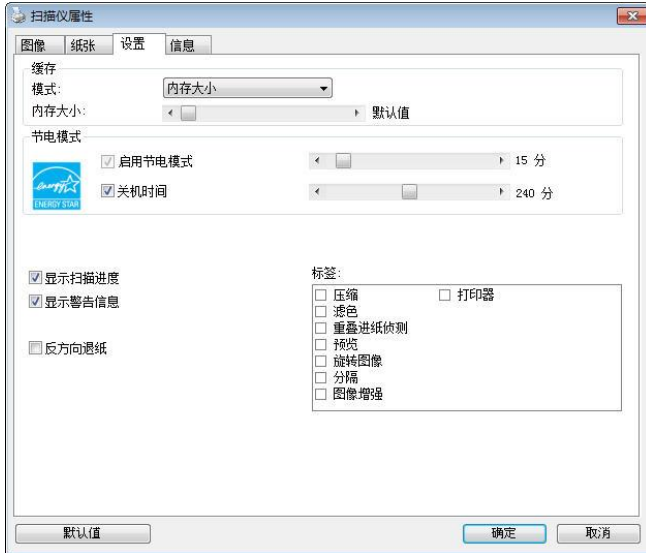 扫描仪属性
图像 纸张 设置 信息
缓存
模式: 内存大小
内存大小: 默认值
节电模式
启用节电模式 15 分
energy
ENERGY STAR
关机时间 240 分
显示扫描进度
显示警告信息
反方向退纸
标签:
压缩 打印器
滤色
重叠进纸侦测
预览
旋转图像
分隔
图像增强
默认值 确定 取消